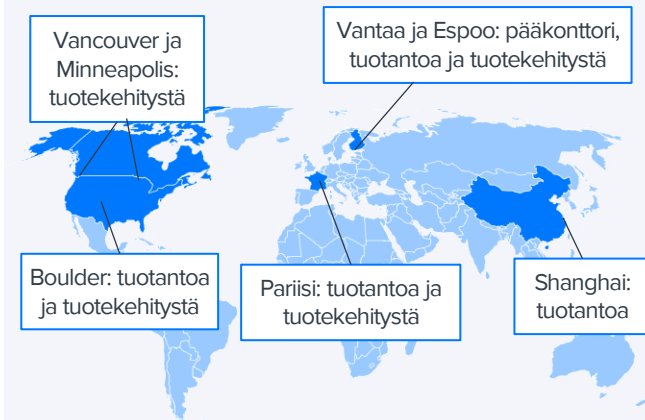 Vancouver ja
Minneapolis:
tuotekehitystä
Vantaa ja Espoo: pääkonttori,
tuotantoa ja tuotekehitystä
Boulder: tuotantoa
ja tuotekehitystä
Pariisi: tuotantoa ja
tuotekehitystä
Shanghai:
tuotantoa